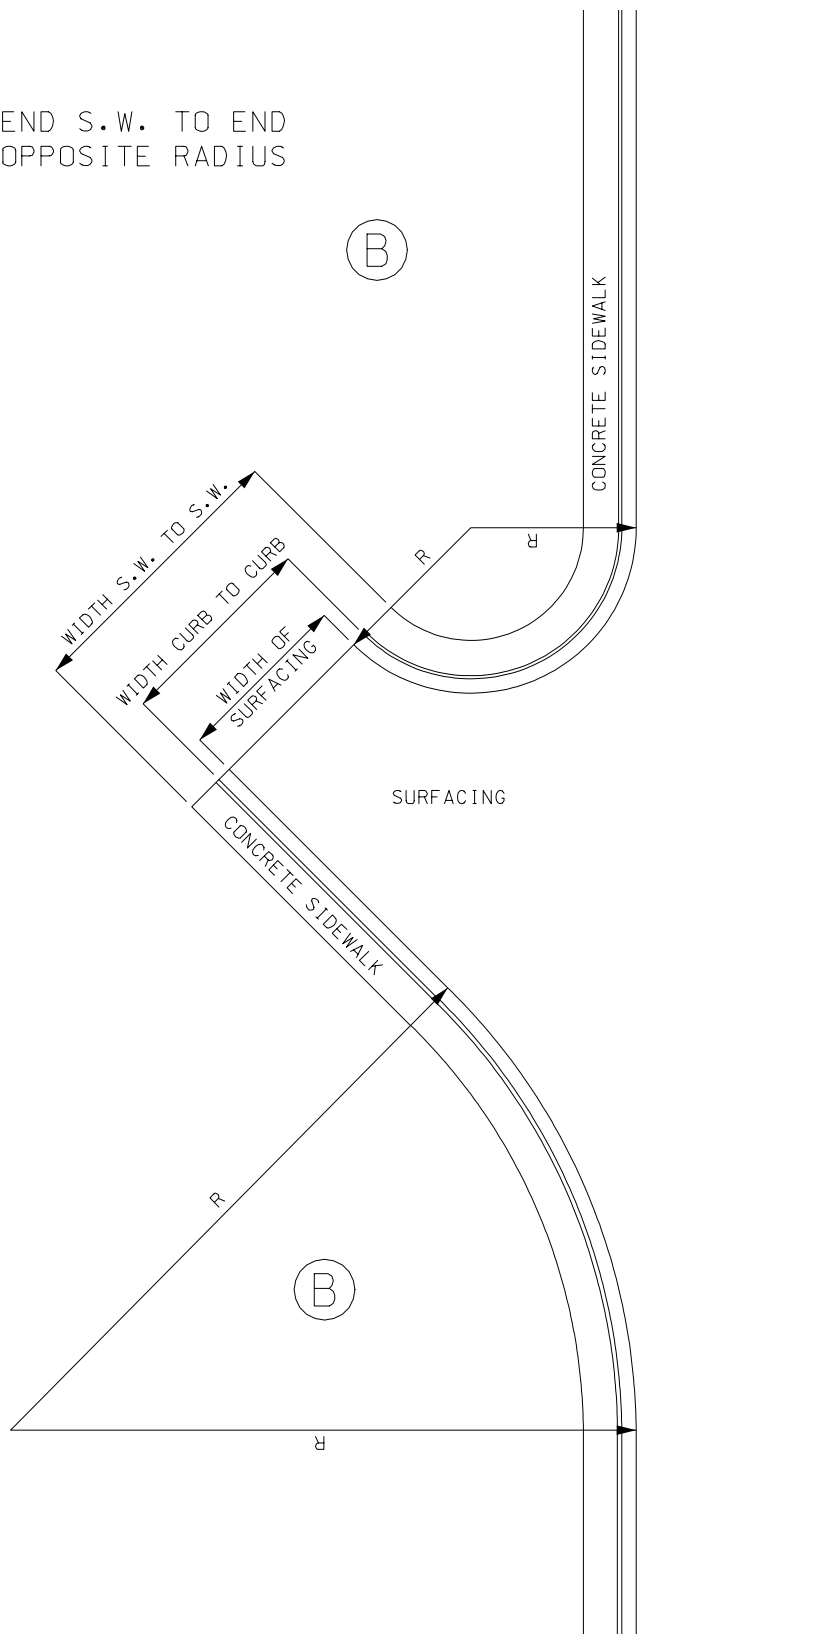 END S.W. TO END
OPPOSITE RADIUS
B
CONCRETE SIDEWALK
WIDTH S.W. TO S.W.
WIDTH CURB TO CURB
WIDTH OF
SURFACING
R
R
SURFACING
CONCRETE SIDEWALK
R
B
R